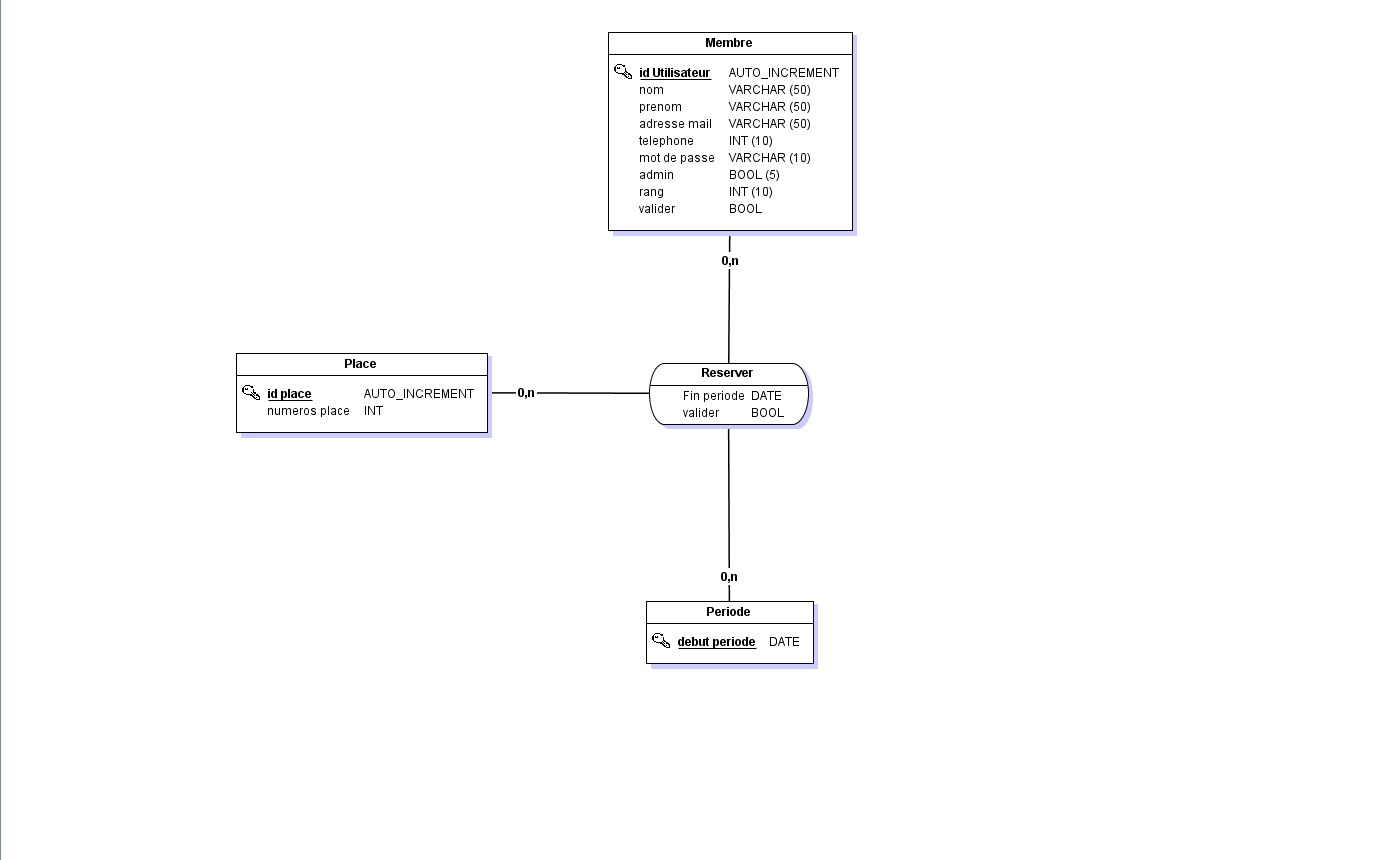 Membre
id Utilisateur AUTO_INCREMENT
nom VARCHAR (50)
prenom VARCHAR (50)
adresse mail VARCHAR (50)
telephone INT (10)
mot de passe VARCHAR (10)
admin BOOL (5)
rang INT (10)
valider BOOL
0,n
Place
id place AUTO_INCREMENT
numeros place INT
0,n
Reserver
Fin periode DATE
valider BOOL
0,n
Periode
debut periode DATE